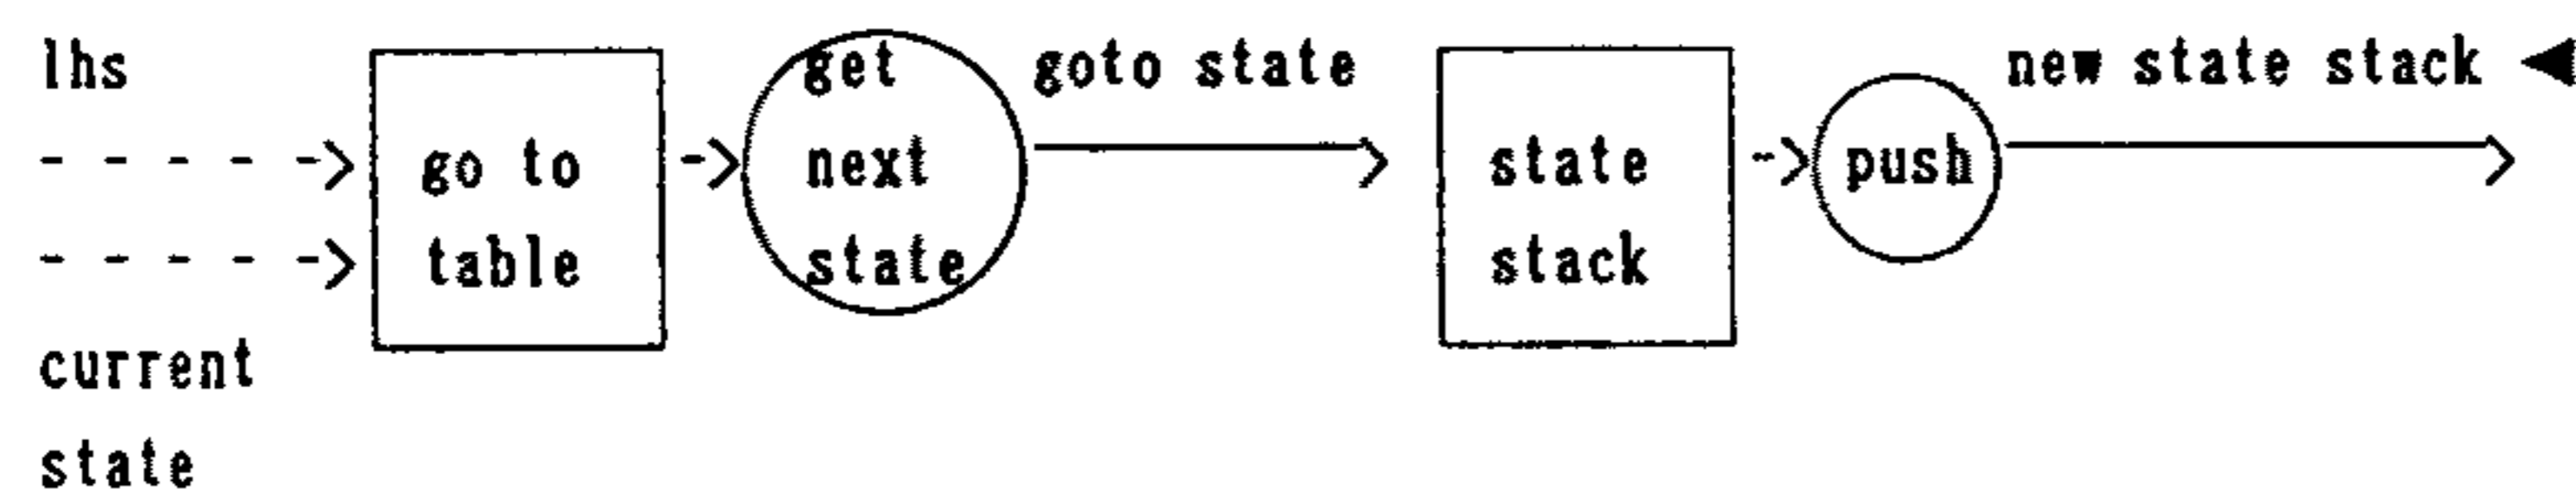 lhs
go to
table
get
next
state
goto state
state
stack
push
new state stack
current
state